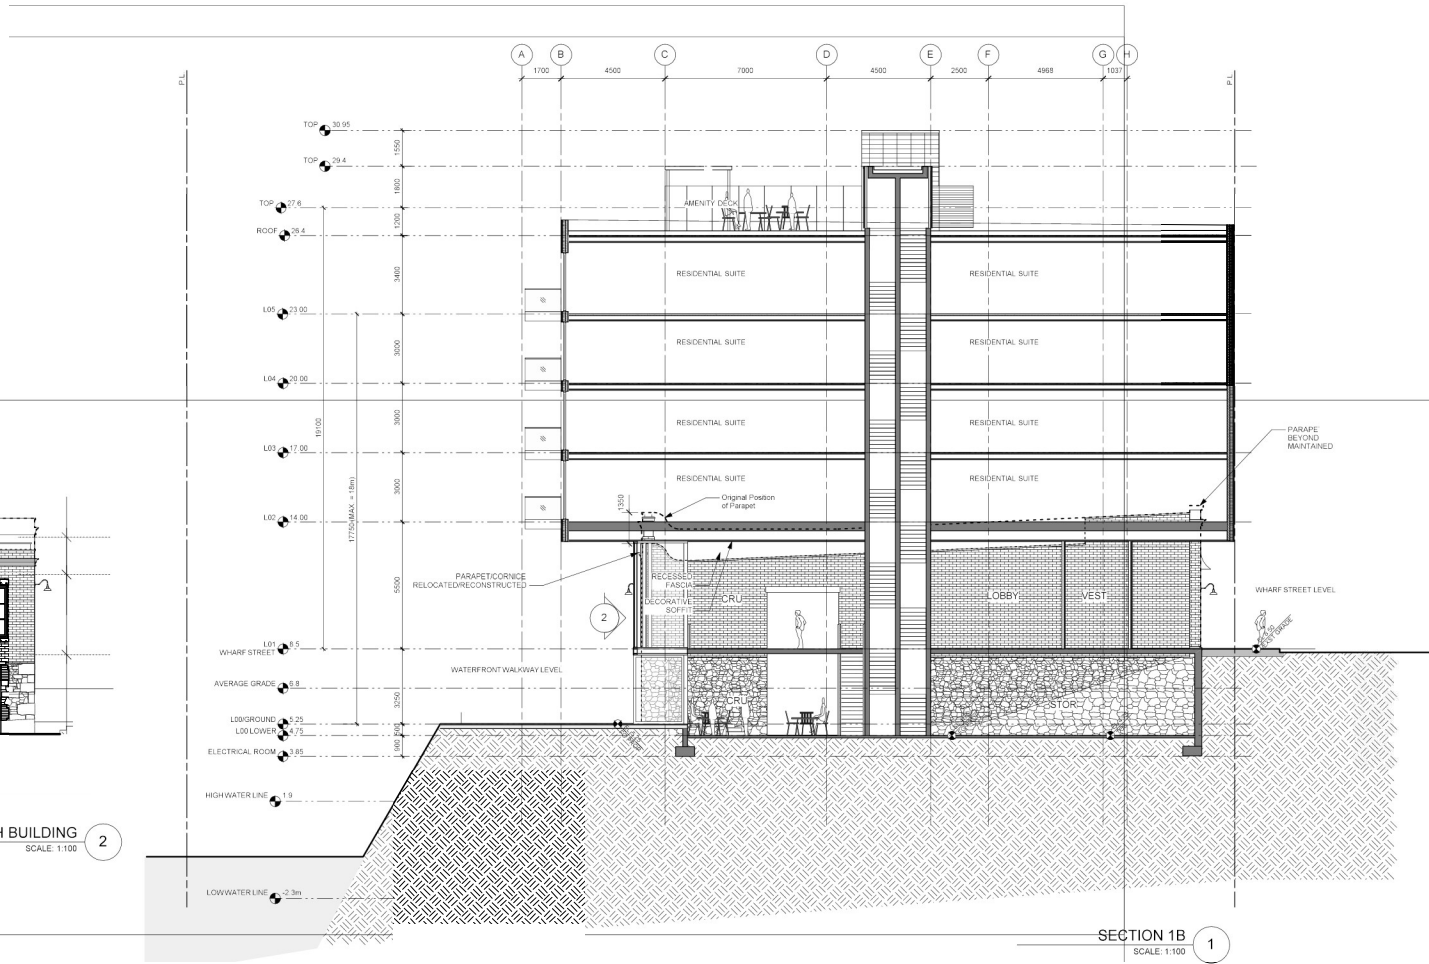 A B C D E F G H
1700 4500 7000 4500 2500 4968 1037
P.L.
P.L.
TOP 30.95
1550
TOP 29.4
1800
TOP 27.6
1200
AMENITY DECK
ROOF 26.4
3400
RESIDENTIAL SUITE RESIDENTIAL SUITE
L05 23.00
3000
RESIDENTIAL SUITE RESIDENTIAL SUITE
L04 20.00
3000
19100
RESIDENTIAL SUITE RESIDENTIAL SUITE
PARAPE
BEYOND
MAINTAINED
L03 17.00
3000
17750(MAX. = 18m)
RESIDENTIAL SUITE RESIDENTIAL SUITE
1350
Original Position
of Parapet
L02 14.00
5500
PARAPET/CORNICE
RELOCATED/RECONSTRUCTED
RECESSED
FASCIA
DECORATIVE
SOFFIT
CRU
LOBBY
VEST
WHARF STREET LEVEL
2
L01 8.5
WHARF STREET
WATERFRONT WALKWAY LEVEL
AVERAGE GRADE 6.8
3250
CRU
STOR
L00/GROUND 5.25
500
L00 LOWER 4.75
900
ELECTRICAL ROOM 3.85
HIGH WATER LINE 1.9
LOW WATER LINE -2.3m
H BUILDING 2
SCALE: 1:100
SECTION 1B 1
SCALE: 1:100